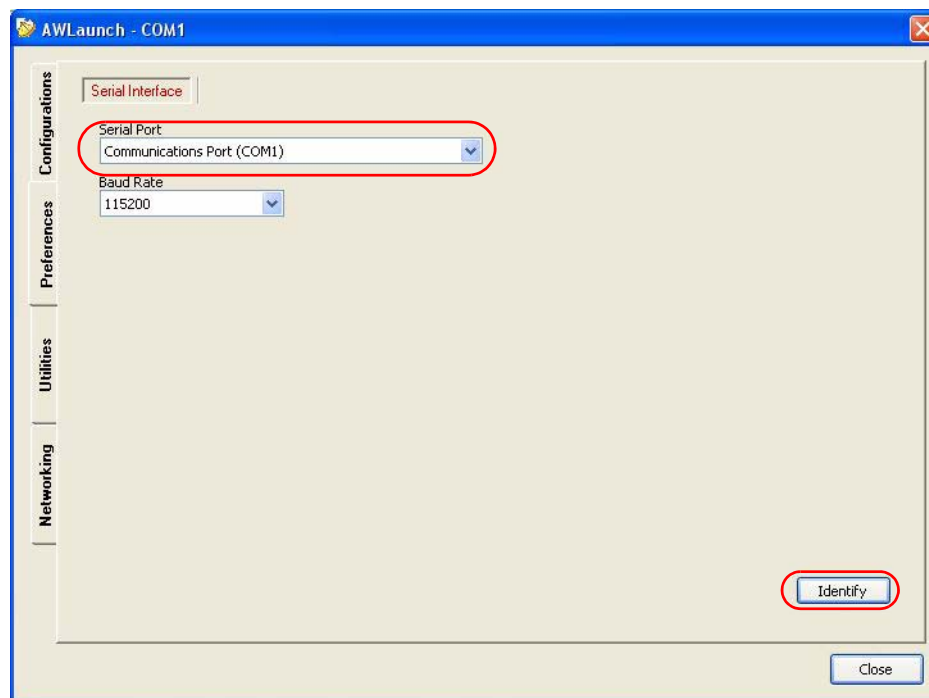 AWLaunch - COM1
Configurations
Preferences
Utilities
Networking
Serial Interface
Serial Port
Communications Port (COM1)
Baud Rate
115200
Identify
Close